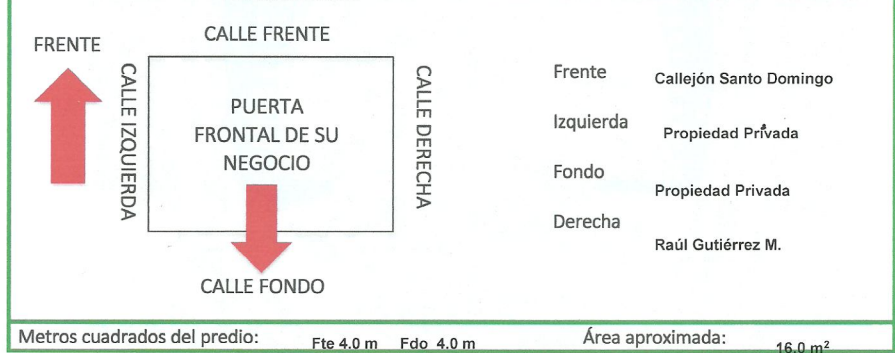 FRENTE
CALLE FRENTE
CALLE IZQUIERDA
PUERTA
FRONTAL DE SU
NEGOCIO
CALLE DERECHA
CALLE FONDO
Frente Callejón Santo Domingo
Izquierda Propiedad Privada
Fondo Propiedad Privada
Derecha Raúl Gutiérrez M.
Metros cuadrados del predio: Fte 4.0 m Fdo 4.0 m Área aproximada: 16.0 m²